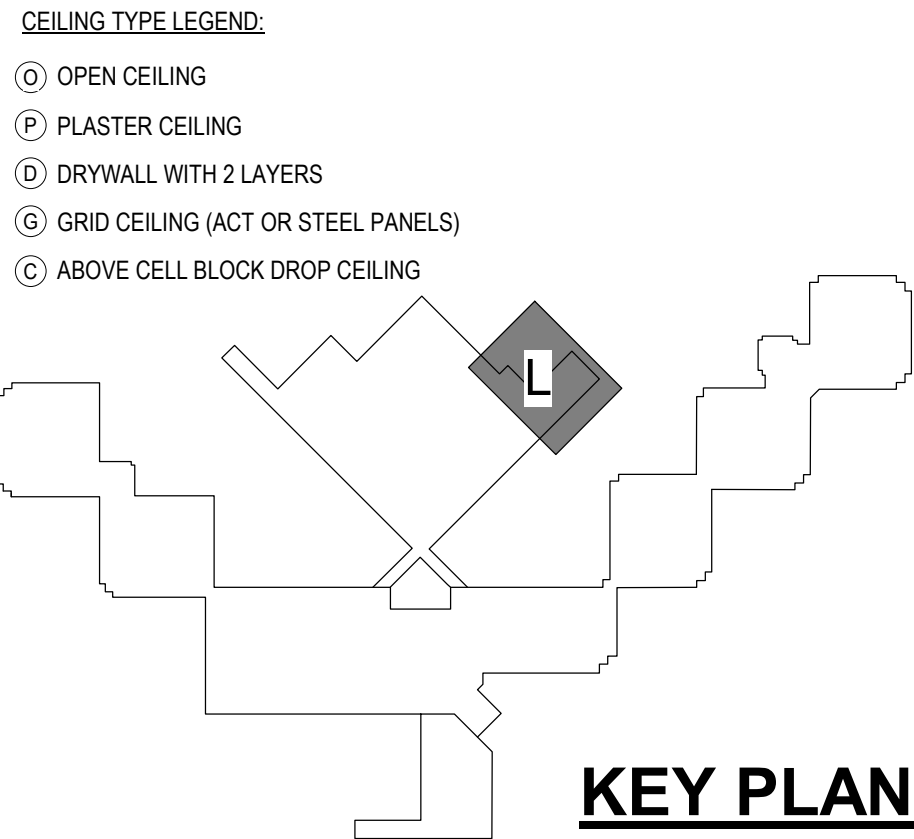 CEILING TYPE LEGEND:
O OPEN CEILING
P PLASTER CEILING
D DRYWALL WITH 2 LAYERS
G GRID CEILING (ACT OR STEEL PANELS)
C ABOVE CELL BLOCK DROP CEILING
L
KEY PLAN